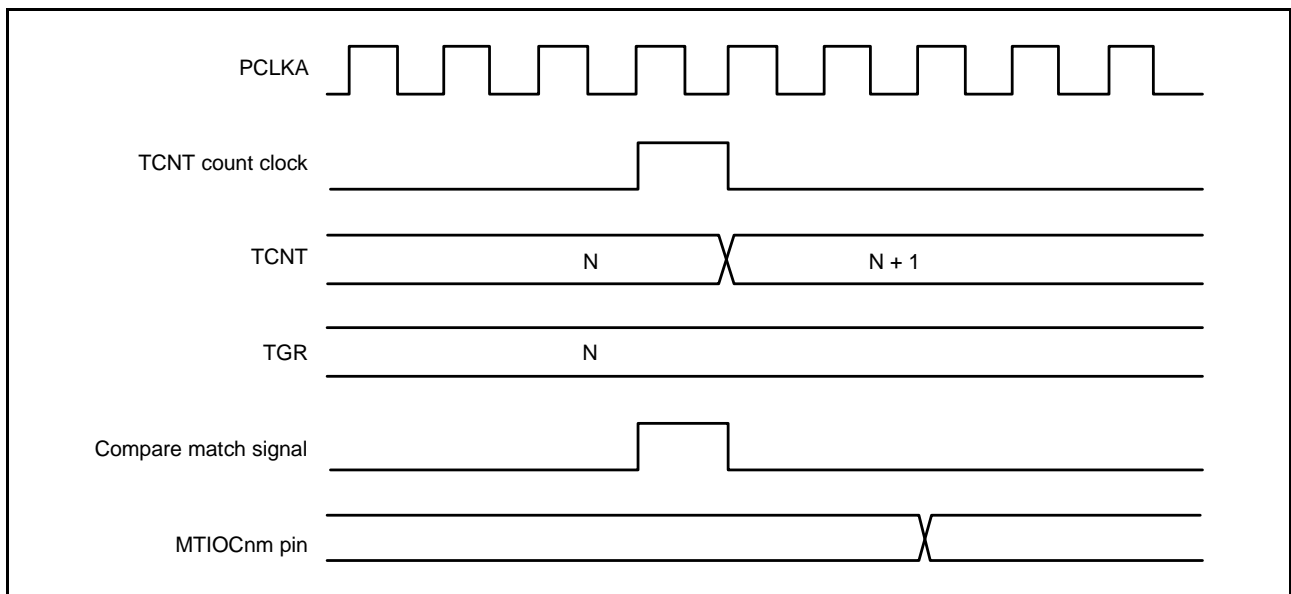 PCLKA
TCNT count clock
TCNT
N
N + 1
TGR
N
Compare match signal
MTIOCnm pin